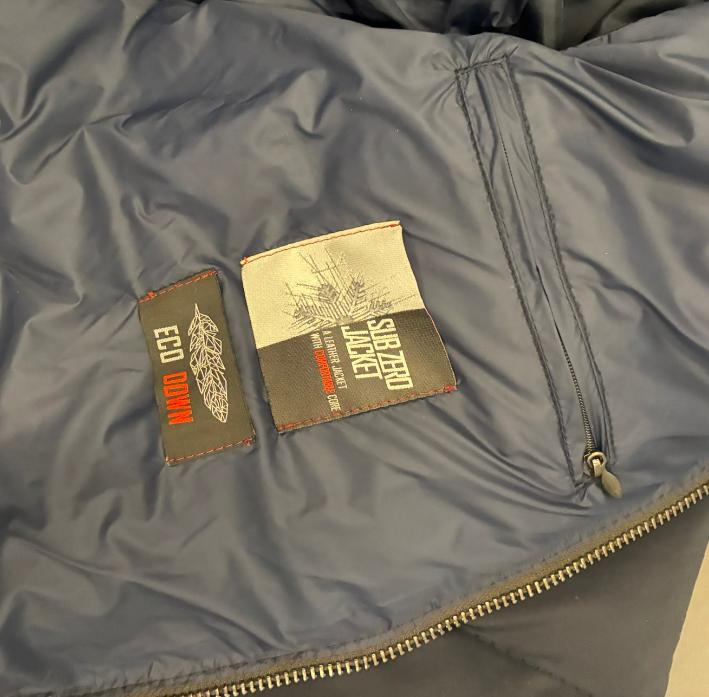 ECO DOWN
SUB ZERO
JACKET
A LEATHER JACKET
WITH CORE